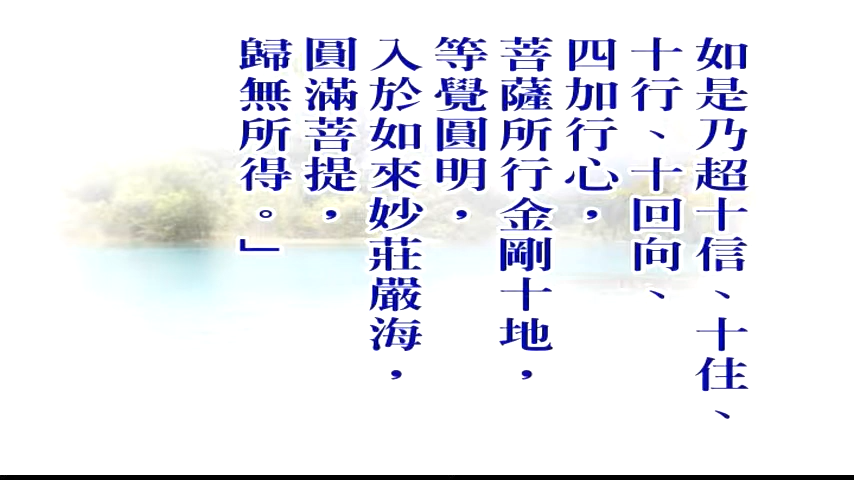 如是乃超十信、十住、
十行、十回向、
四加行心，
菩薩所行金剛十地，
等覺圓明，
入於如來妙莊嚴海，
圓滿菩提，
歸無所得。」